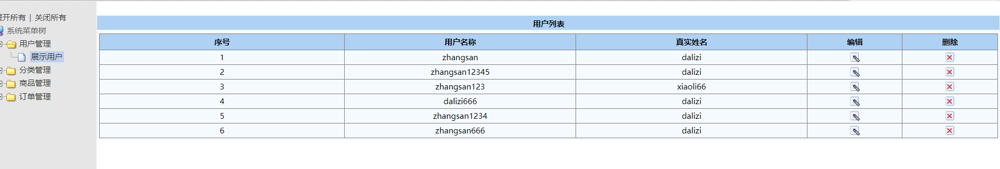 展开所有 | 关闭所有
系统菜单树
用户管理
展示用户
分类管理
商品管理
订单管理
用户列表
序号 用户名称 真实姓名 编辑 删除
1 zhangsan dalizi
2 zhangsan12345 dalizi
3 zhangsan123 xiaoli66
4 dalizi666 dalizi
5 zhangsan1234 dalizi
6 zhangsan666 dalizi